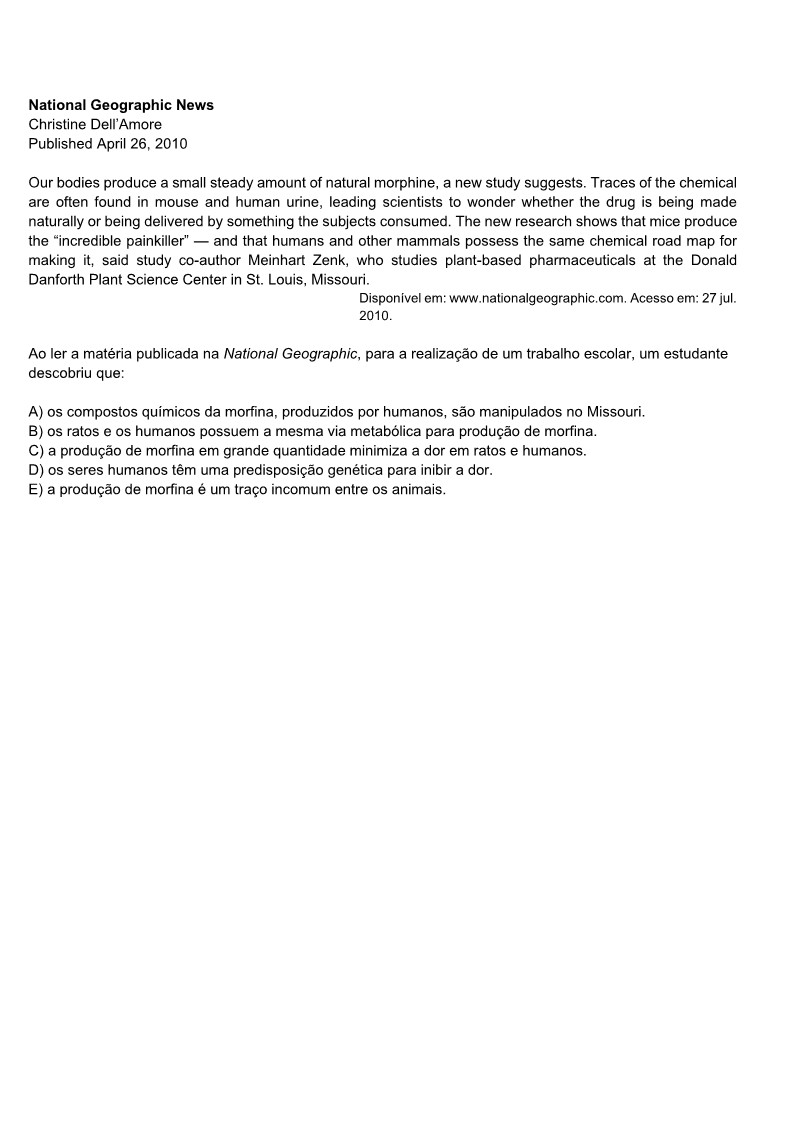 National Geographic News
Christine Dell’Amore
Published April 26, 2010
Our bodies produce a small steady amount of natural morphine, a new study suggests. Traces of the chemical
are often found in mouse and human urine, leading scientists to wonder whether the drug is being made
naturally or being delivered by something the subjects consumed. The new research shows that mice produce
the “incredible painkiller” — and that humans and other mammals possess the same chemical road map for
making it, said study co-author Meinhart Zenk, who studies plant-based pharmaceuticals at the Donald
Danforth Plant Science Center in St. Louis, Missouri.
Disponível em: www.nationalgeographic.com. Acesso em: 27 jul.
2010.
Ao ler a matéria publicada na National Geographic, para a realização de um trabalho escolar, um estudante
descobriu que:
A) os compostos químicos da morfina, produzidos por humanos, são manipulados no Missouri.
B) os ratos e os humanos possuem a mesma via metabólica para produção de morfina.
C) a produção de morfina em grande quantidade minimiza a dor em ratos e humanos.
D) os seres humanos têm uma predisposição genética para inibir a dor.
E) a produção de morfina é um traço incomum entre os animais.